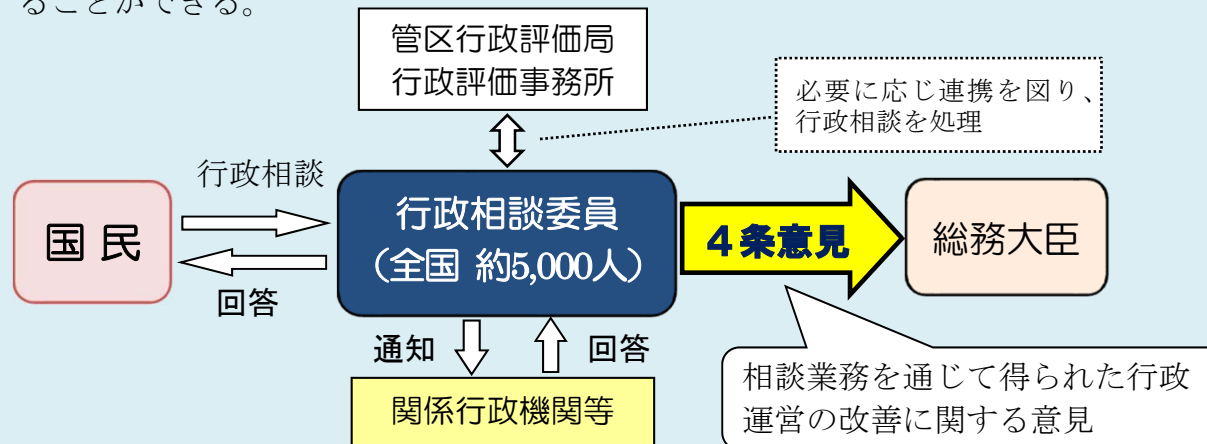 ることができる。
管区行政評価局
行政評価事務所
必要に応じ連携を図り、
行政相談を処理
行政相談
国 民
行政相談委員
（全国 約5,000人）
４条意見
総務大臣
回答
通知
回答
関係行政機関等
相談業務を通じて得られた行政
運営の改善に関する意見